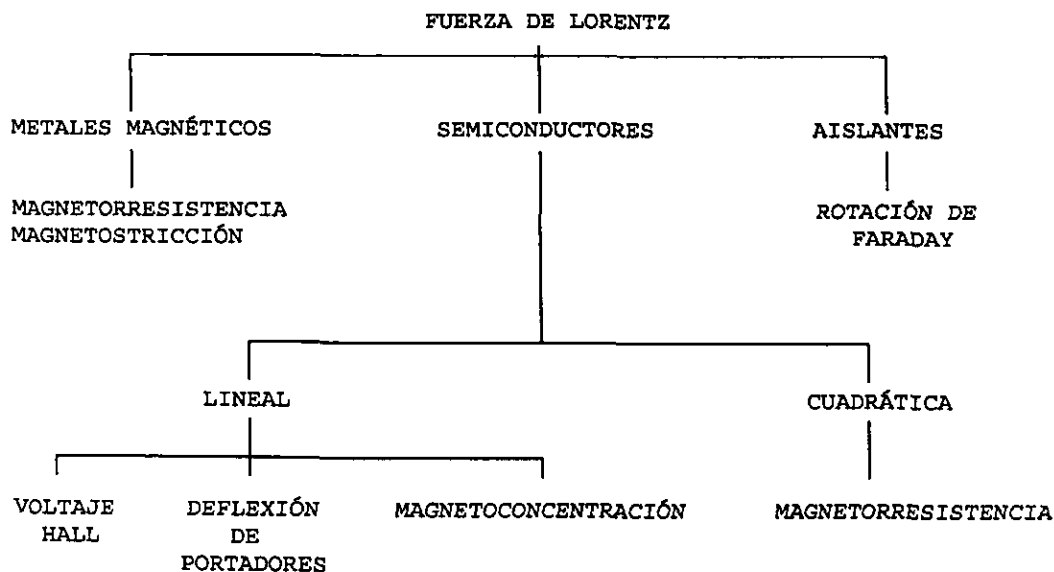 FUERZA DE LORENTZ
METALES MAGNÉTICOS
SEMICONDUCTORES
AISLANTES
MAGNETORRESISTENCIA
MAGNETOSTRICCIÓN
ROTACIÓN DE
FARADAY
LINEAL
CUADRÁTICA
VOLTAJE
HALL
DEFLEXIÓN
DE
PORTADORES
MAGNETOCONCENTRACIÓN
MAGNETORRESISTENCIA